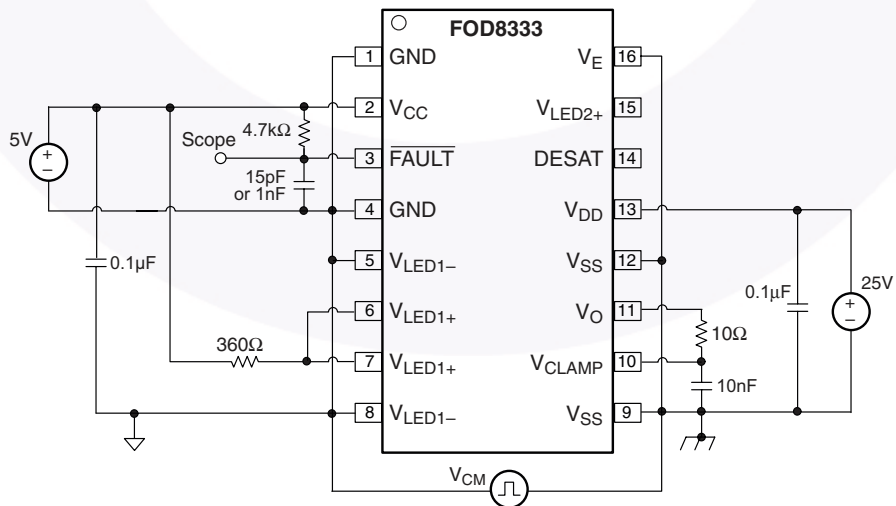 FOD8333
1 GND
VE 16
2 VCC
VLED2+ 15
5V
+
–
4.7kΩ
Scope
3 FAULT
DESAT 14
15pF
or 1nF
4 GND
VDD 13
0.1µF
5 VLED1–
VSS 12
0.1µF
25V
+
–
6 VLED1+
VO 11
10Ω
360Ω
7 VLED1+
VCLAMP 10
10nF
8 VLED1–
VSS 9
VCM